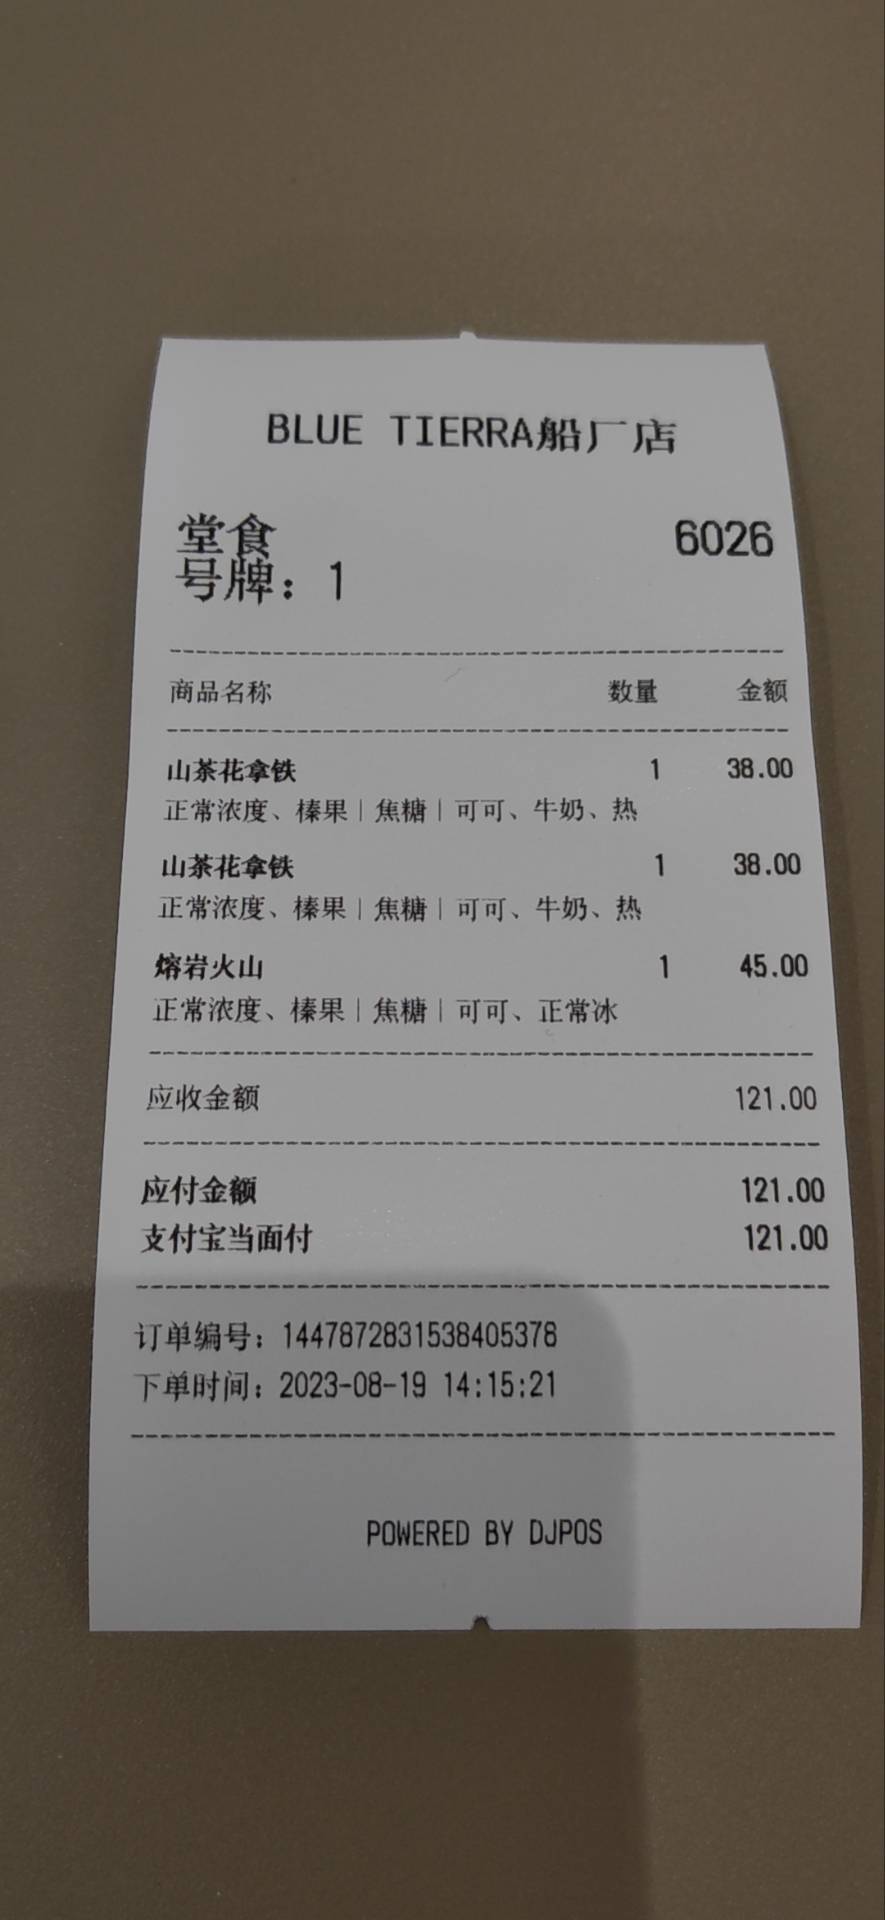 BLUE TIERRA船厂店
堂食 6026
号牌：1
商品名称 数量 金额
山茶花拿铁 1 38.00
正常浓度、榛果|焦糖|可可、牛奶、热
山茶花拿铁 1 38.00
正常浓度、榛果|焦糖|可可、牛奶、热
熔岩火山 1 45.00
正常浓度、榛果|焦糖|可可、正常冰
应收金额 121.00
应付金额 121.00
支付宝当面付 121.00
订单编号：1447872831538405378
下单时间：2023-08-19 14:15:21
POWERED BY DJPOS